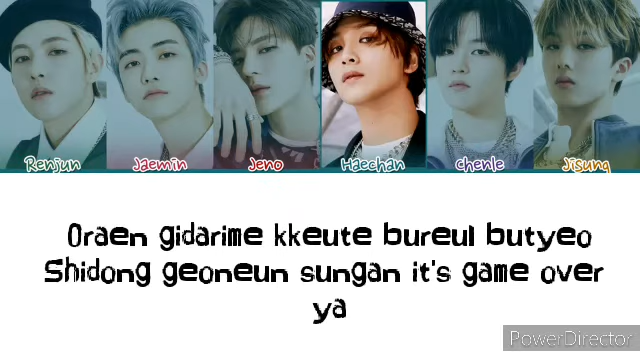 Renjun Jaemin Jeno Haechan chenle Jisung
Oraen gidarime kkeute bureul butyeo
Shidong geoneun sungan it's game over
ya
PowerDirector